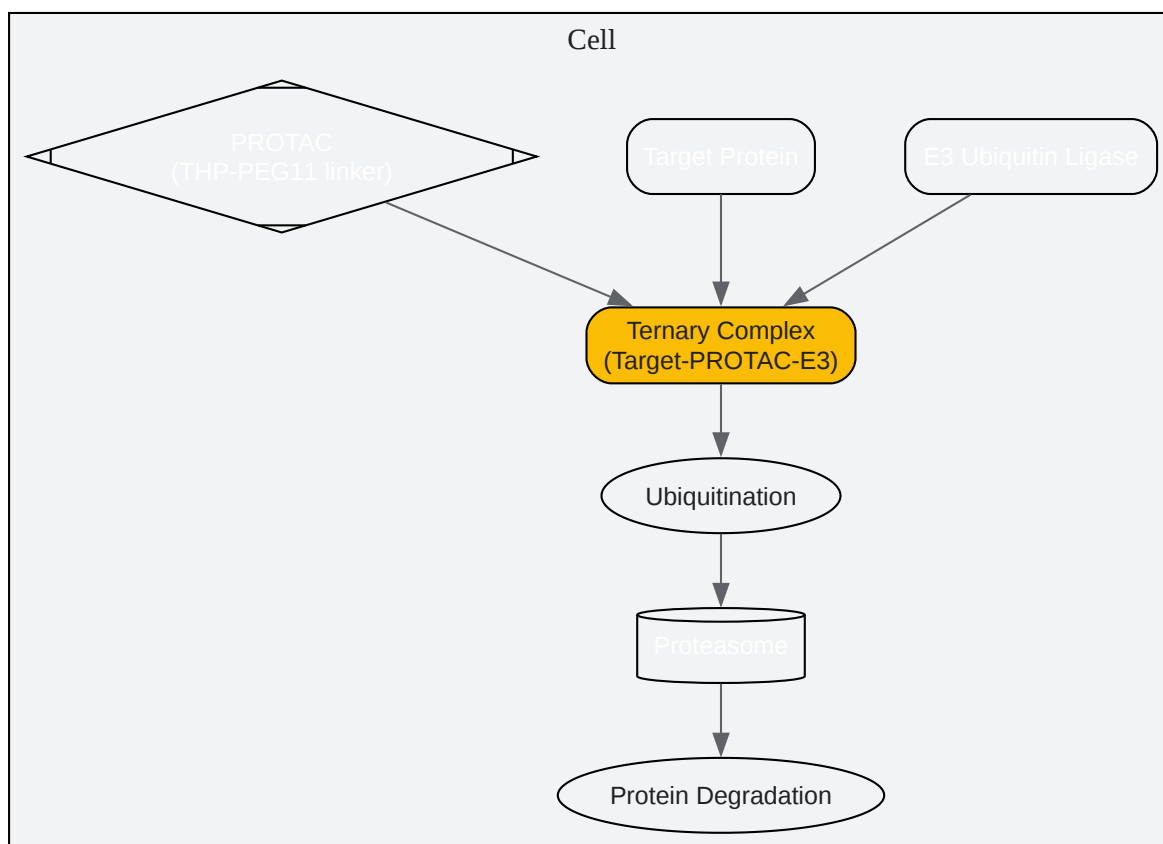 Cell
PROTAC
(THP-PEG11 linker)
Target Protein
E3 Ubiquitin Ligase
Ternary Complex
(Target-PROTAC-E3)
Ubiquitination
Proteasome
Protein Degradation